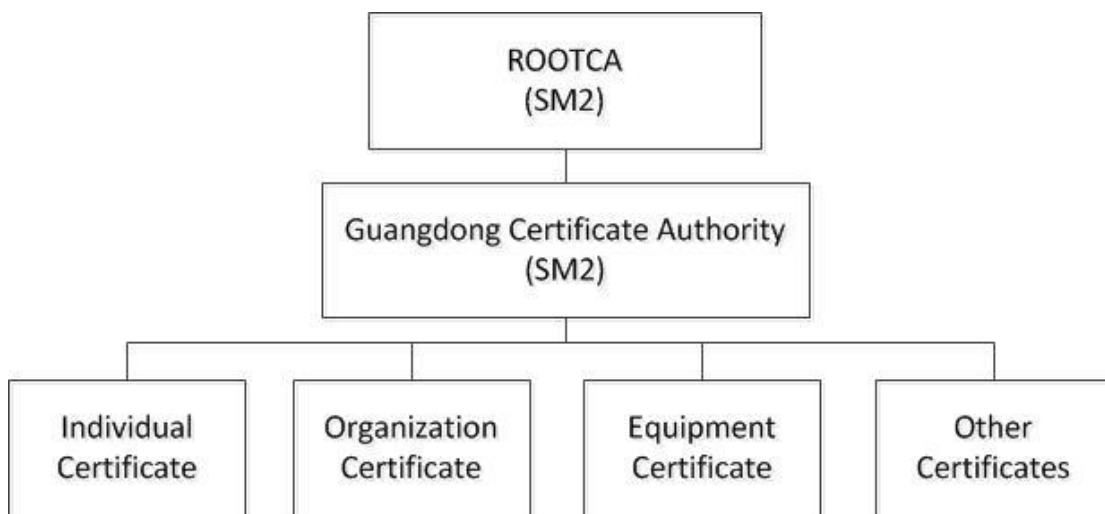 ROOTCA
(SM2)
Guangdong Certificate Authority
(SM2)
Individual
Certificate
Organization
Certificate
Equipment
Certificate
Other
Certificates